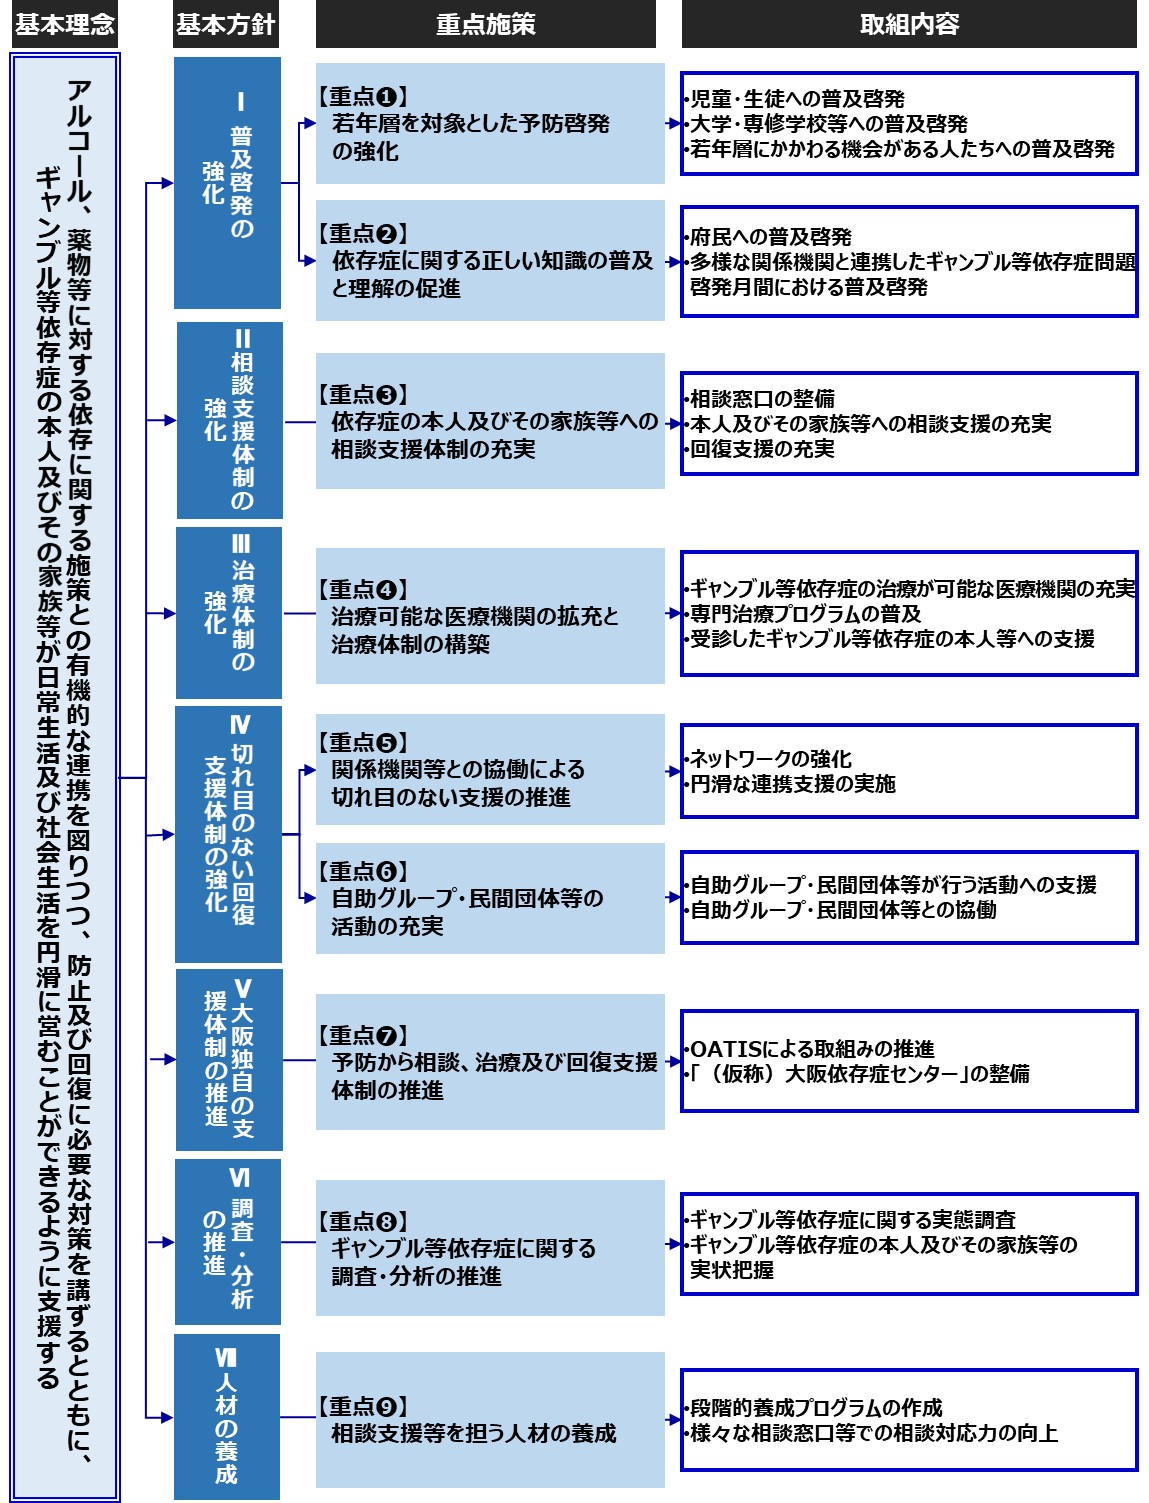 基本理念
基本方針
重点施策
取組内容
アルコール、薬物等に対する依存に関する施策との有機的な連携を図りつつ、防止及び回復に必要な対策を講ずるとともに、
ギャンブル等依存症の本人及びその家族等が日常生活及び社会生活を円滑に営むことができるように支援する
Ⅰ 普及啓発の
強化
【重点❶】
若年層を対象とした予防啓発
の強化
•児童・生徒への普及啓発
•大学・専修学校等への普及啓発
•若年層にかかわる機会がある人たちへの普及啓発
【重点❷】
依存症に関する正しい知識の普及
と理解の促進
•府民への普及啓発
•多様な関係機関と連携したギャンブル等依存症問題
啓発月間における普及啓発
Ⅱ相談支援体制の
強化
【重点❸】
依存症の本人及びその家族等への
相談支援体制の充実
•相談窓口の整備
•本人及びその家族等への相談支援の充実
•回復支援の充実
Ⅲ 治療体制の
強化
【重点❹】
治療可能な医療機関の拡充と
治療体制の構築
•ギャンブル等依存症の治療が可能な医療機関の充実
•専門治療プログラムの普及
•受診したギャンブル等依存症の本人等への支援
Ⅳ 切れ目のない回復
支援体制の強化
【重点❺】
関係機関等との協働による
切れ目のない支援の推進
•ネットワークの強化
•円滑な連携支援の実施
【重点❻】
自助グループ・民間団体等の
活動の充実
•自助グループ・民間団体等が行う活動への支援
•自助グループ・民間団体等との協働
Ⅴ大阪独自の支
援体制の推進
【重点❼】
予防から相談、治療及び回復支援
体制の推進
•OATISによる取組みの推進
•「（仮称）大阪依存症センター」の整備
Ⅵ 調査・分析
の推進
【重点❽】
ギャンブル等依存症に関する
調査・分析の推進
•ギャンブル等依存症に関する実態調査
•ギャンブル等依存症の本人及びその家族等の
実状把握
Ⅶ人材の養成
【重点❾】
相談支援等を担う人材の養成
•段階的養成プログラムの作成
•様々な相談窓口等での相談対応力の向上